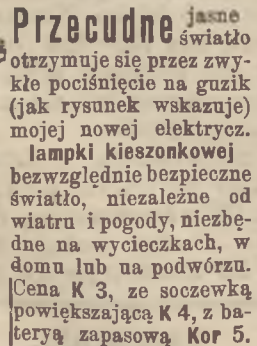 Przecudne jasne
światło
otrzymuje się przez zwy-
kłe pociśnięcie na guzik
(jak rysunek wskazuje)
mojej nowej elektrycz.
lampki kieszonkowej
bezwzględnie bezpieczne
światło, niezależne od
wiatru i pogody, niezbę-
dne na wycieczkach, w
domu lub na podwórzu.
Cena K 3, ze soczewką
powiększającą K 4, z ba-
teryą zapasową Kor 5.